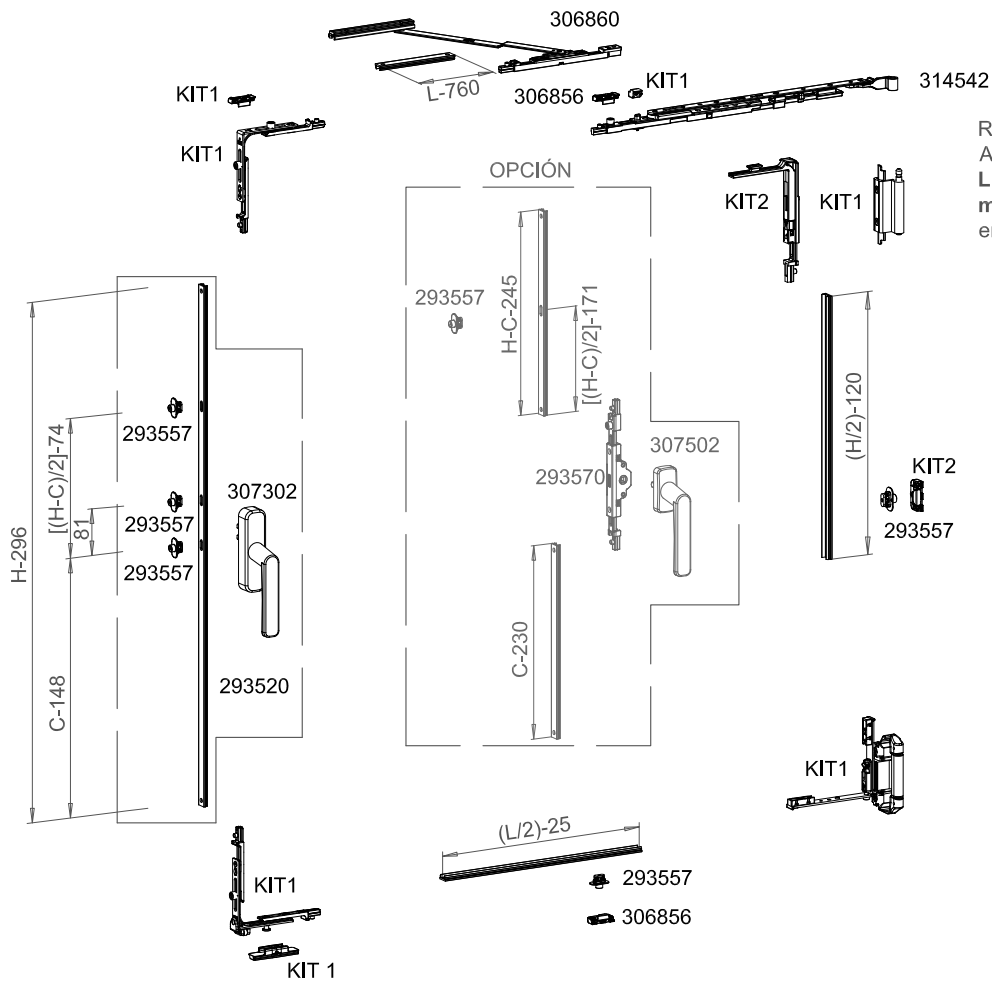 306860
L-760
KIT1
306856
KIT1
314542
KIT1
OPCIÓN
KIT2
KIT1
R
A
L
m
en
293557
H-C-245
[(H-C)/2]-171
H-296
[(H-C)/2]-74
81
C-148
293557
293557
293557
307302
293520
293570
307502
C-230
(H/2)-120
KIT2
293557
KIT1
(L/2)-25
293557
306856
KIT1
KIT 1